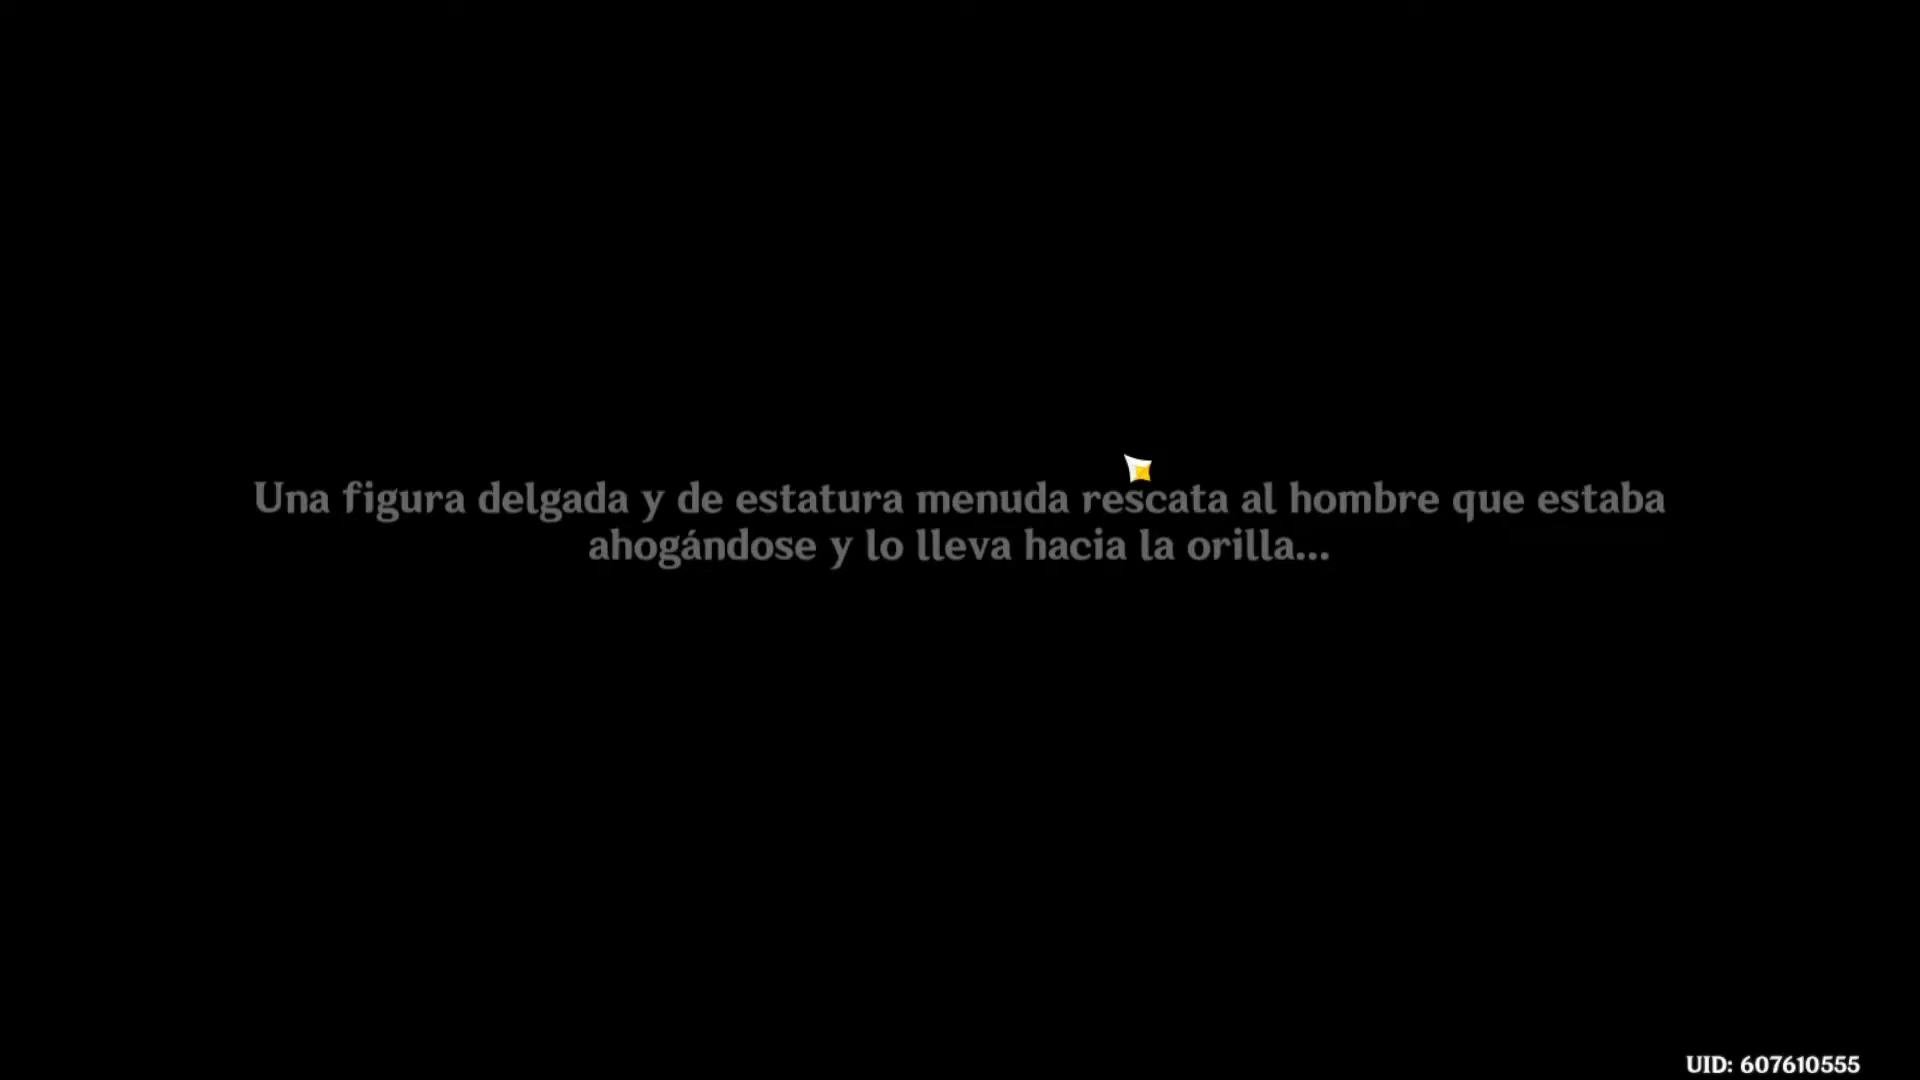 Una figura delgada y de estatura menuda rescata al hombre que estaba
ahogándose y lo lleva hacia la orilla...
UID: 607610555